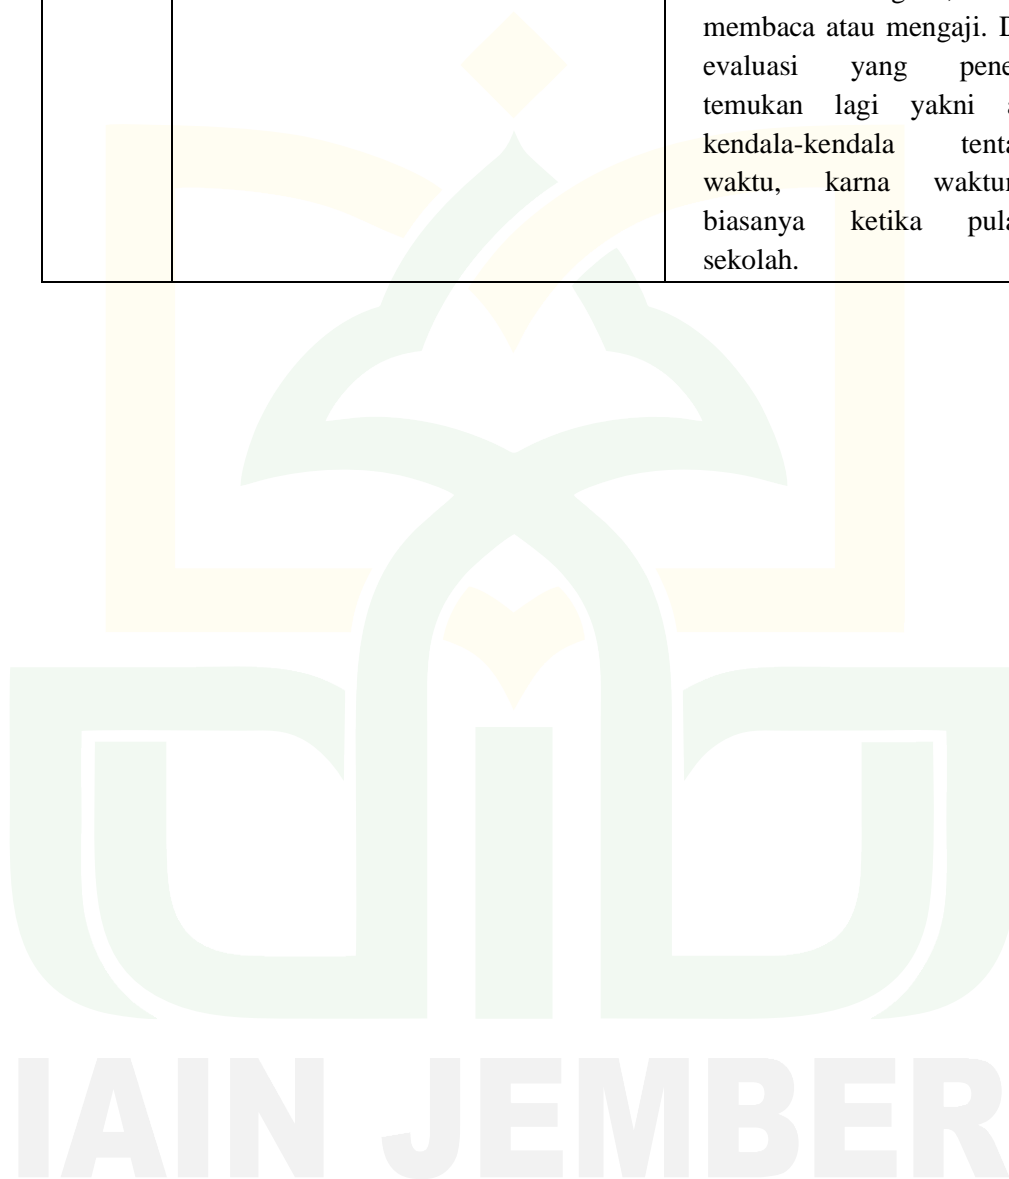 membaca atau mengaji.
evaluasi yang
temukan lagi yakni
kendala-kendala
waktu, karna
biasanya ketika
sekolah.
IAIN JEMBER